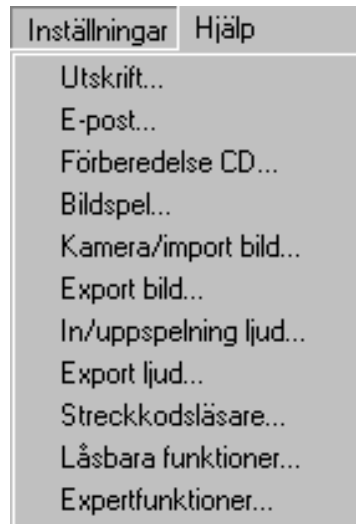 Inställningar Hjälp
Utskrift...
E-post...
Förberedelse CD...
Bildspel...
Kamera/import bild...
Export bild...
In/uppspelning ljud...
Export ljud...
Streckkodsläsare...
Låsbara funktioner...
Expertfunktioner...